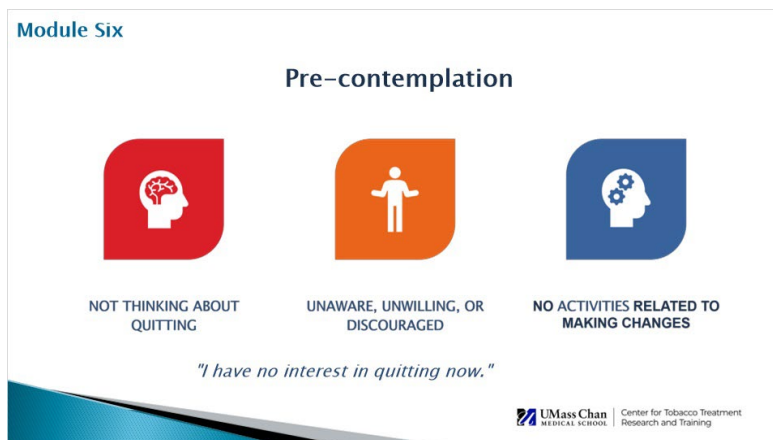 Module Six
Pre-contemplation
NOT THINKING ABOUT
QUITTING
UNAWARE, UNWILLING, OR
DISCOURAGED
NO ACTIVITIES RELATED TO
MAKING CHANGES
"I have no interest in quitting now."
UMass Chan
MEDICAL SCHOOL
Center for Tobacco Treatment
Research and Training